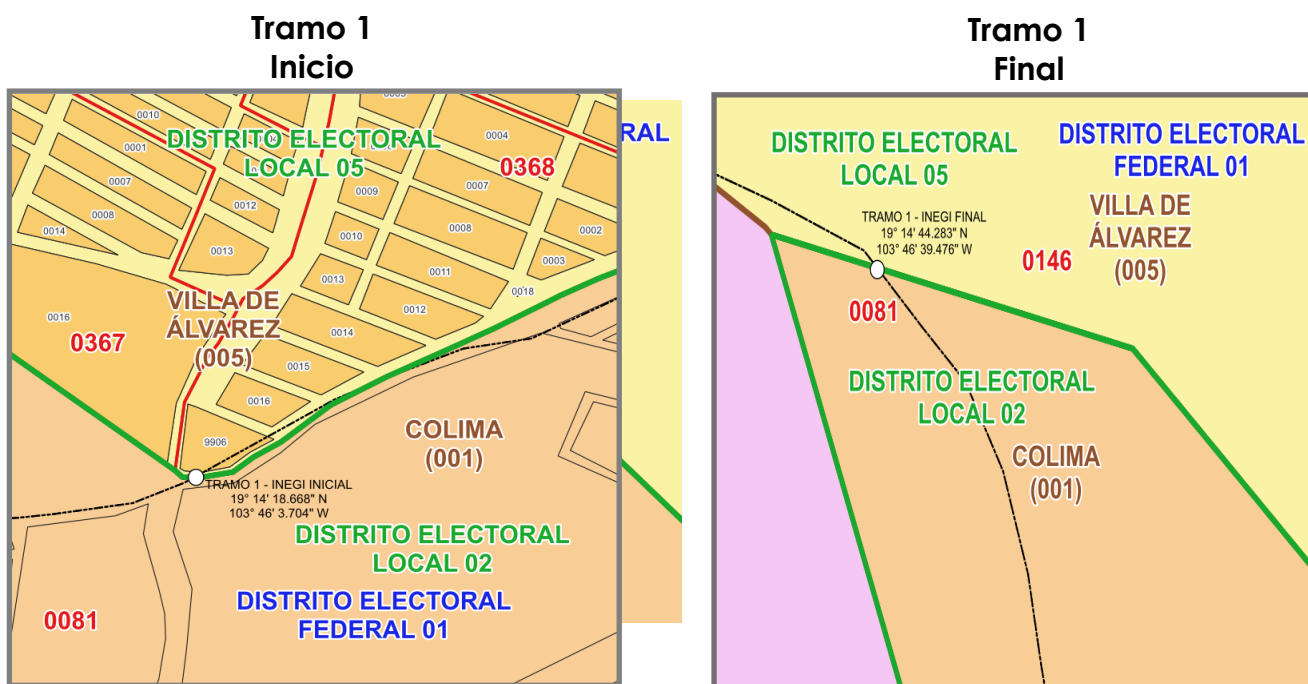 Tramo 1
Inicio
0010
0001
0007
0008
0014
0012
0013
DISTRITO ELECTORAL
LOCAL 05
0004
0368
0007
0009
0008
0010
0002
0003
0011
0013
0018
0012
0016
0367
VILLA DE
ÁLVAREZ
(005)
0014
0015
0016
9906
COLIMA
(001)
TRAMO 1 - INEGI INICIAL
19° 14' 18.668" N
103° 46' 3.704" W
DISTRITO ELECTORAL
LOCAL 02
DISTRITO ELECTORAL
FEDERAL 01
0081
RAL
Tramo 1
Final
DISTRITO ELECTORAL
LOCAL 05
DISTRITO ELECTORAL
FEDERAL 01
VILLA DE
ÁLVAREZ
(005)
TRAMO 1 - INEGI FINAL
19° 14' 44.283" N
103° 46' 39.476" W
0146
0081
DISTRITO ELECTORAL
LOCAL 02
COLIMA
(001)